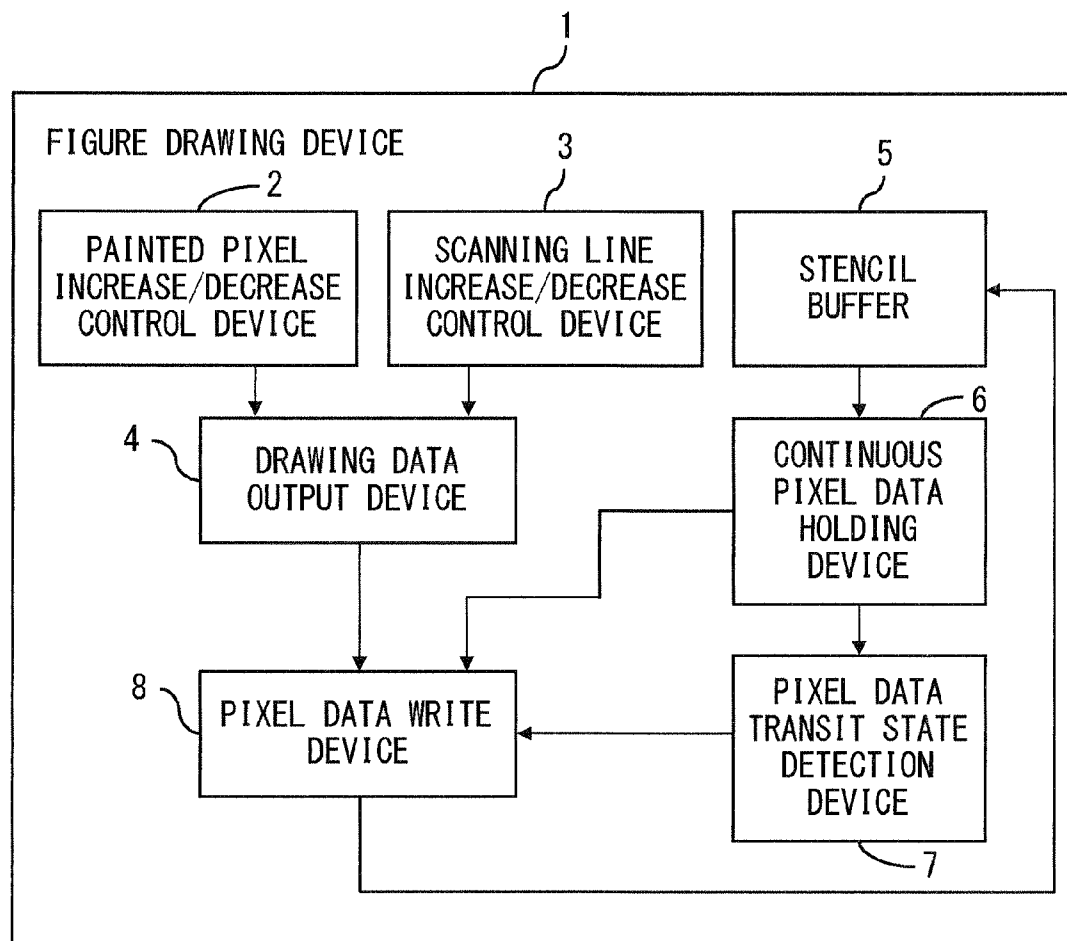 1
FIGURE DRAWING DEVICE
2
3
5
PAINTED PIXEL
INCREASE/DECREASE
CONTROL DEVICE
SCANNING LINE
INCREASE/DECREASE
CONTROL DEVICE
STENCIL
BUFFER
4
DRAWING DATA
OUTPUT DEVICE
6
CONTINUOUS
PIXEL DATA
HOLDING
DEVICE
8
PIXEL DATA WRITE
DEVICE
PIXEL DATA
TRANSIT STATE
DETECTION
DEVICE
7